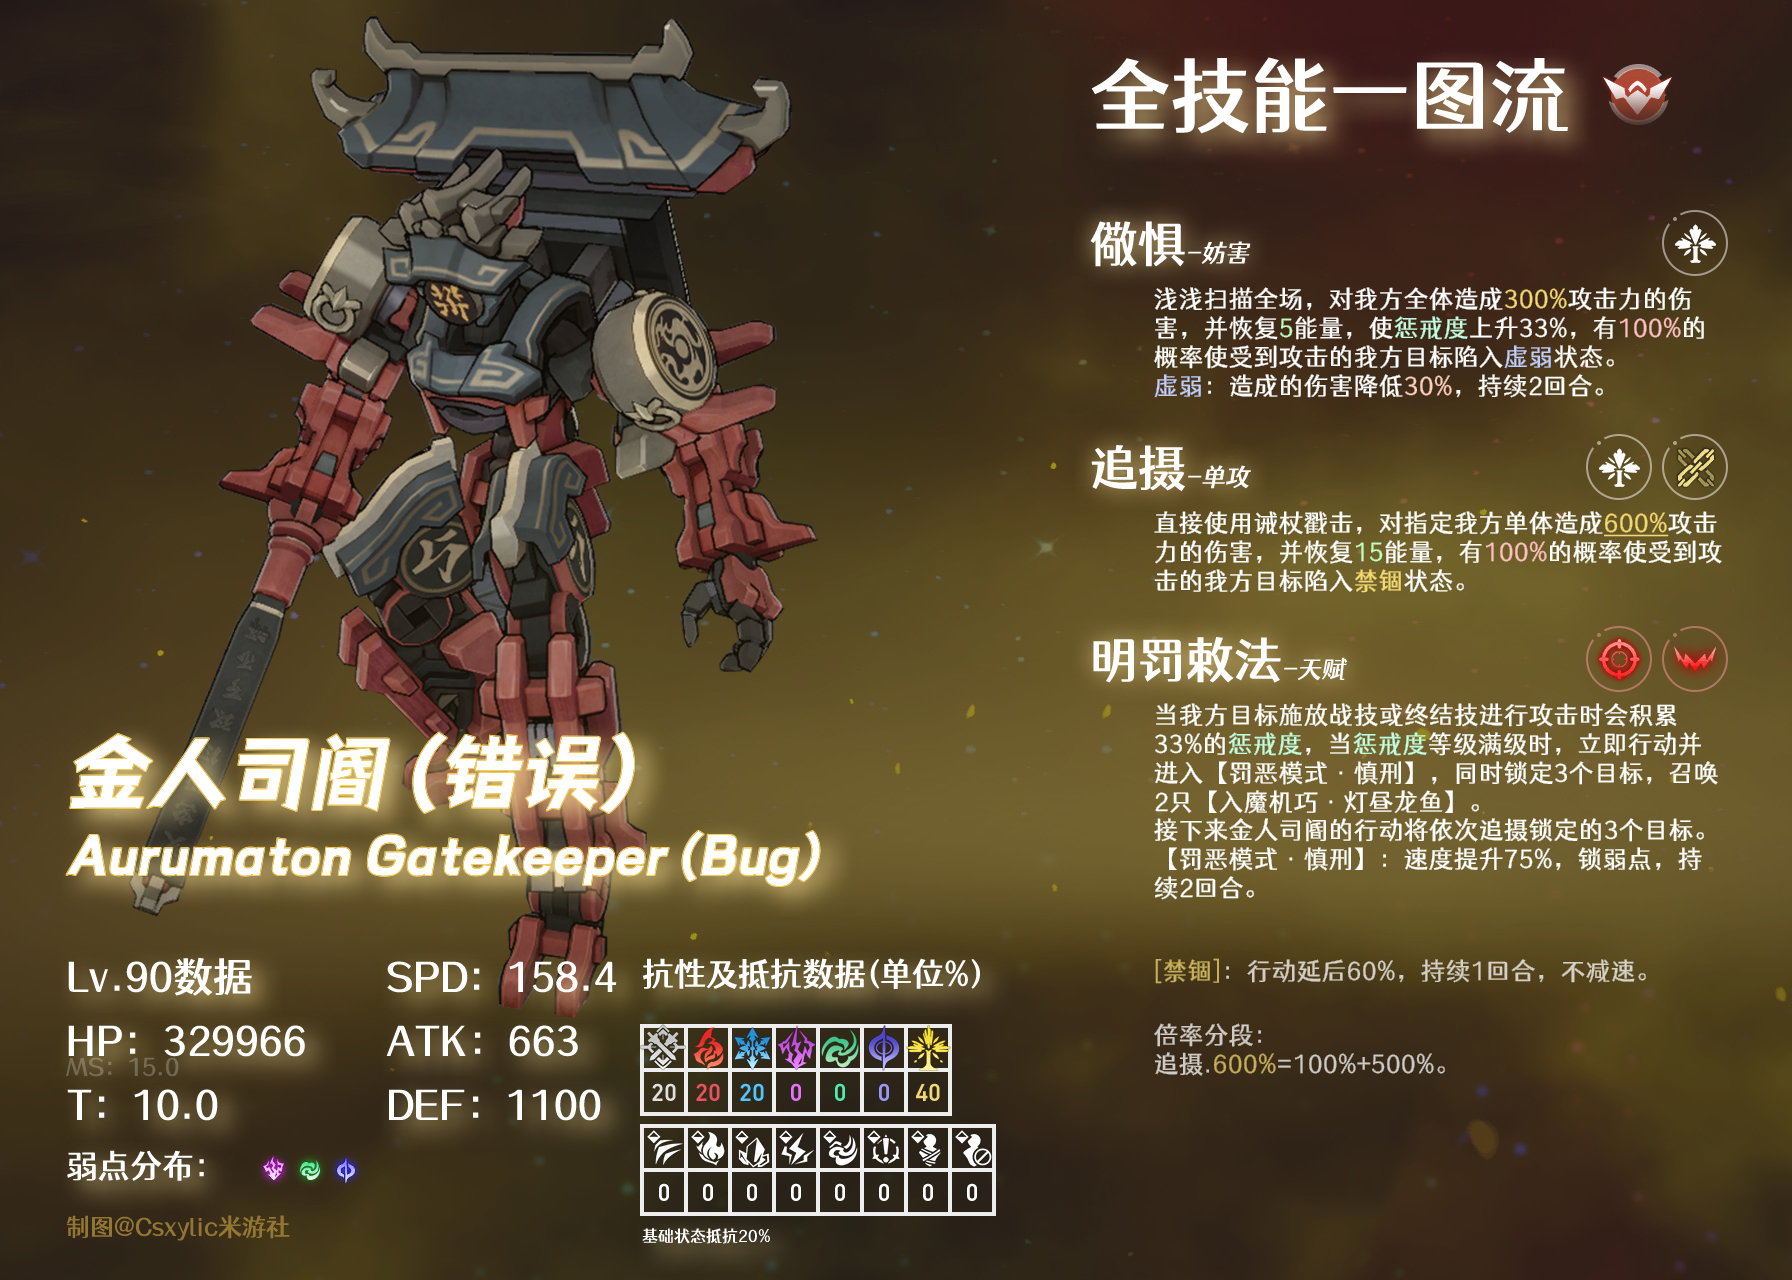 全技能一图流
儆惧-妨害
浅浅扫描全场，对我方全体造成300%攻击力的伤
害，并恢复5能量，使惩戒度上升33%，有100%的
概率使受到攻击的我方目标陷入虚弱状态。
虚弱：造成的伤害降低30%，持续2回合。
追摄-单攻
直接使用诫杖戳击，对指定我方单体造成600%攻击
力的伤害，并恢复15能量，有100%的概率使受到攻
击的我方目标陷入禁锢状态。
明罚敕法-天赋
当我方目标施放战技或终结技进行攻击时会积累
33%的惩戒度，当惩戒度等级满级时，立即行动并
进入【罚恶模式·慎刑】，同时锁定3个目标，召唤
2只【入魔机巧·灯昼龙鱼】。
接下来金人司阍的行动将依次追摄锁定的3个目标。
【罚恶模式·慎刑】：速度提升75%，锁弱点，持
续2回合。
[禁锢]：行动延后60%，持续1回合，不减速。
倍率分段：
追摄.600%=100%+500%。
金人司阍（错误）
Aurumaton Gatekeeper (Bug)
Lv.90数据
SPD：158.4
HP：329966
ATK：663
MS：15.0
T：10.0
DEF：1100
弱点分布：
制图@Csxylic米游社
抗性及抵抗数据(单位%)
20 20 20 0 0 0 40
0 0 0 0 0 0 0 0
基础状态抵抗20%